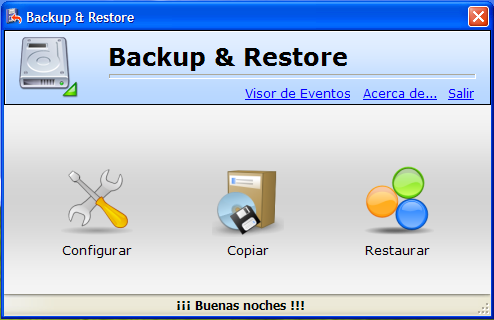 Backup & Restore
Backup & Restore
Visor de Eventos Acerca de... Salir
Configurar Copiar Restaurar
¡¡¡ Buenas noches !!!